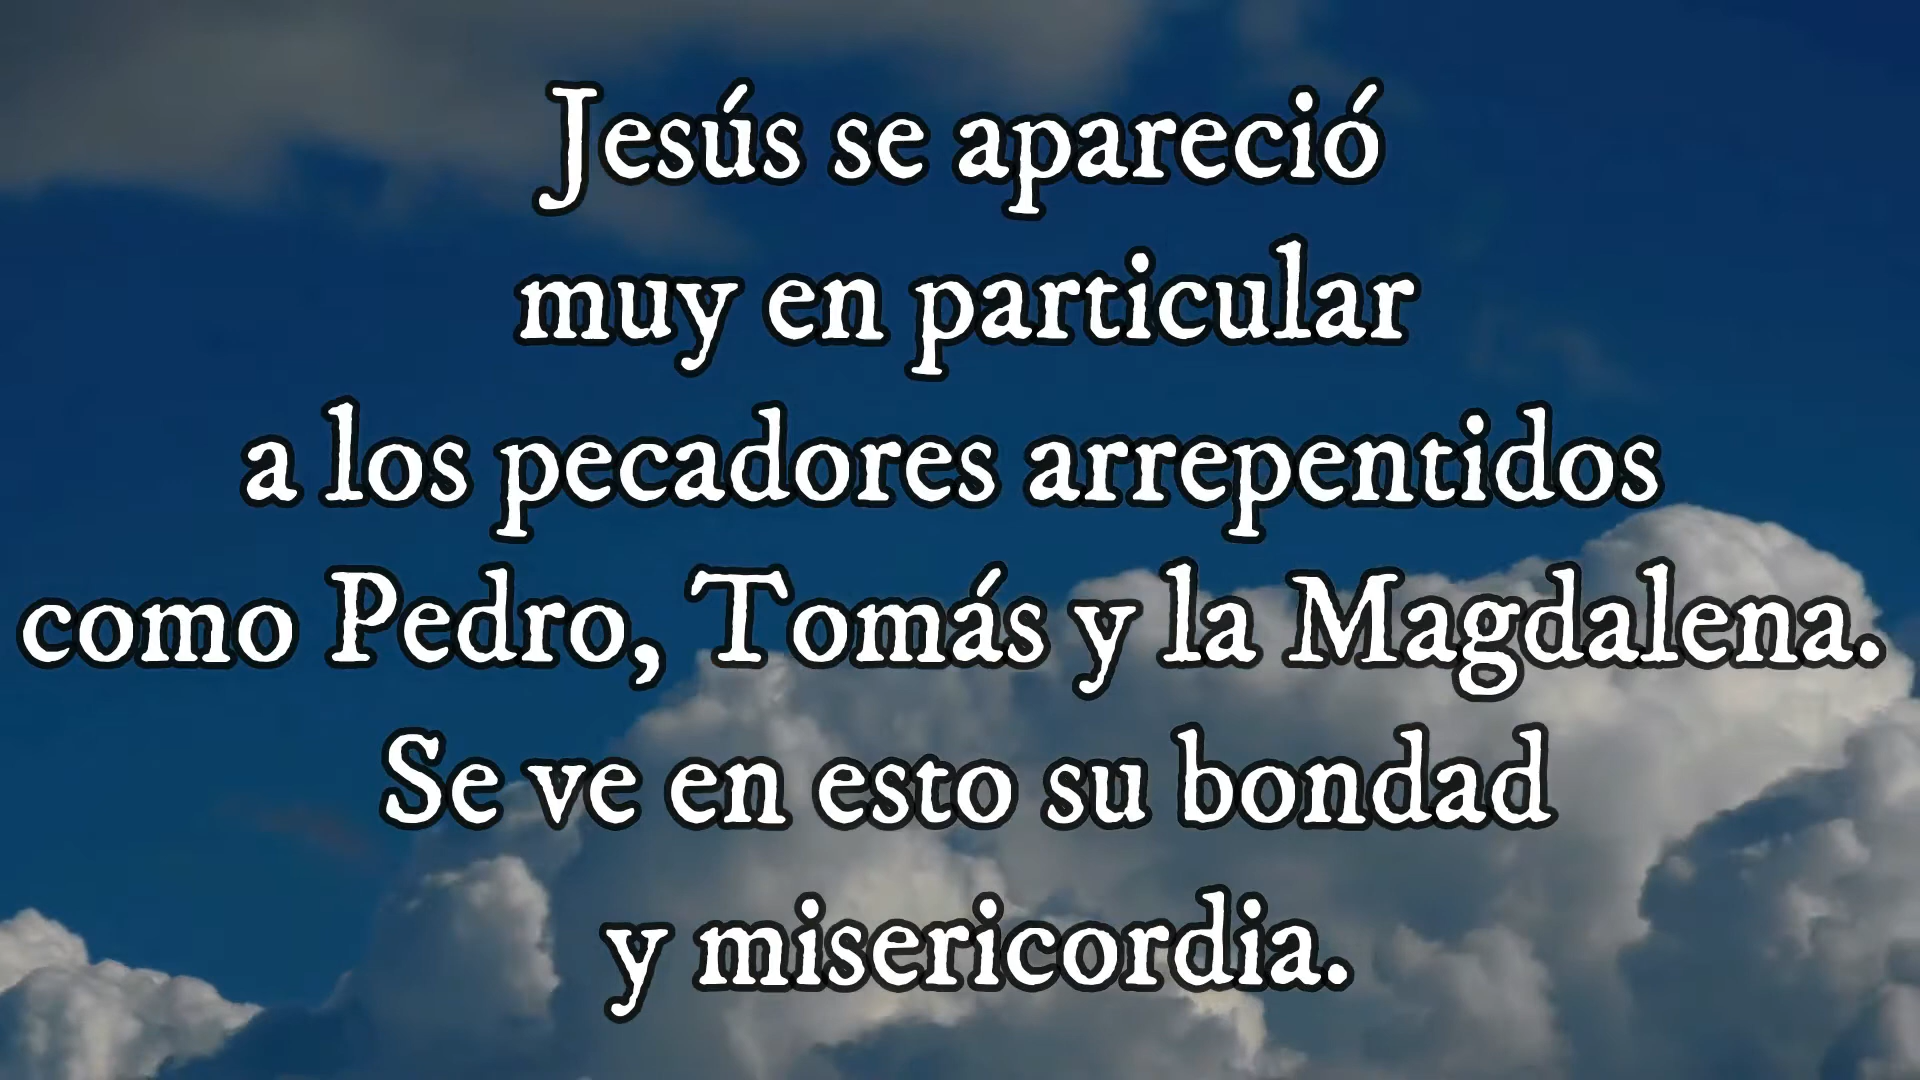 Jesús se apareció
muy en particular
a los pecadores arrepentidos
como Pedro, Tomás y la Magdalena.
Se ve en esto su bondad
y misericordia.